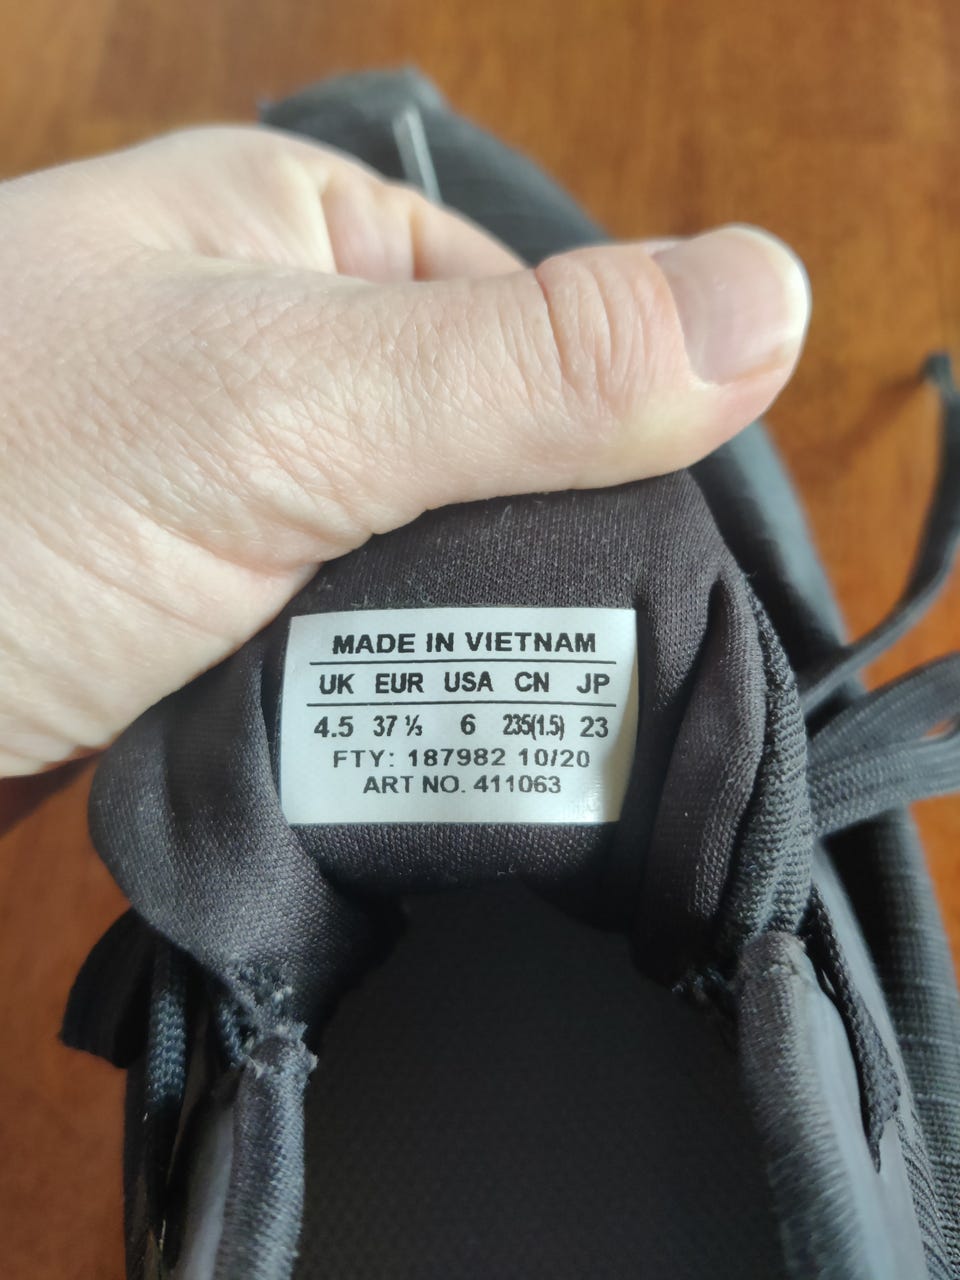 MADE IN VIETNAM
UK EUR USA CN JP
4.5 37 ⅓ 6 235(1.5) 23
FTY: 187982 10/20
ART NO. 411063